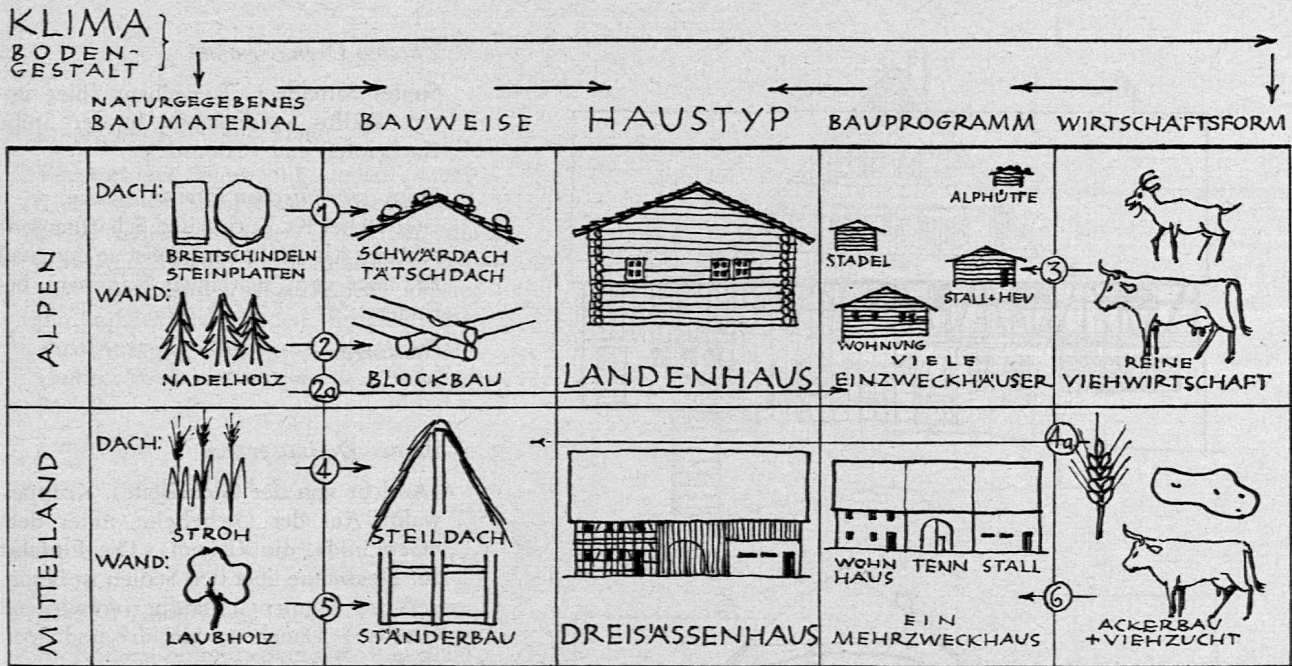 KLIMA
BODEN-
GESTALT
NATURGEGEBENES
BAUMATERIAL
BAUWEISE
HAUSTYP
BAUPROGRAMM
WIRTSCHAFTSFORM
ALPEN
DACH:
BRETTSCHINDELN
STEINPLATTEN
1
SCHWÄRDACH
TÄTSCHDACH
WAND:
NADELHOLZ
2
2a
BLOCKBAU
LANDENHAUS
ALPHÜTTE
STADEL
STALL+HEU
WOHNUNG
VIELE
EINZWECKHÄUSER
3
REINE
VIEHWIRTSCHAFT
MITTELLAND
DACH:
STROH
4
STEILDACH
WAND:
LAUBHOLZ
5
STÄNDERBAU
DREISÄSSENHAUS
4a
WOHN
HAUS
TENN
STALL
6
EIN
MEHRZWECKHAUS
ACKERBAU
+VIEHZUCHT